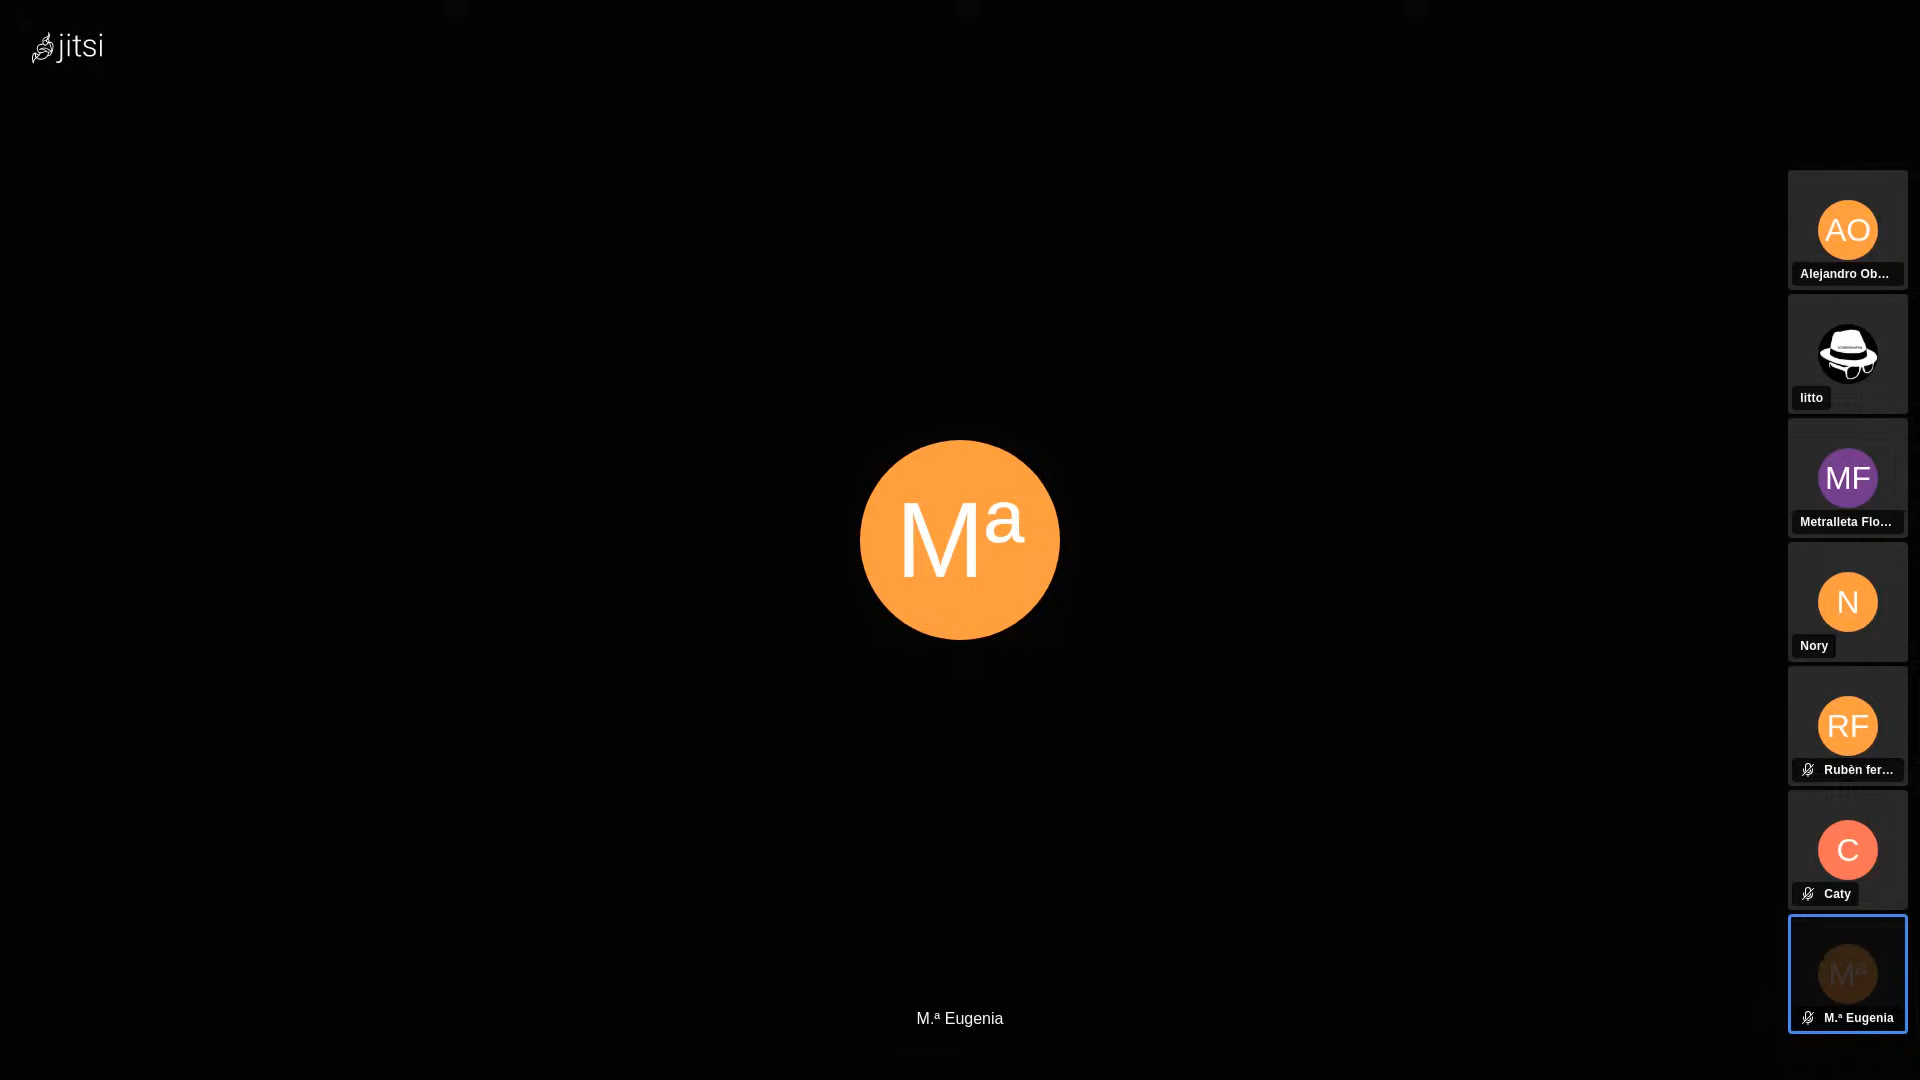 jitsi
AO
Alejandro Ob...
litto
MF
Metralleta Flo...
N
Nory
Mª
RF
Rubèn fer...
C
Caty
Mª
M.ª Eugenia
M.ª Eugenia